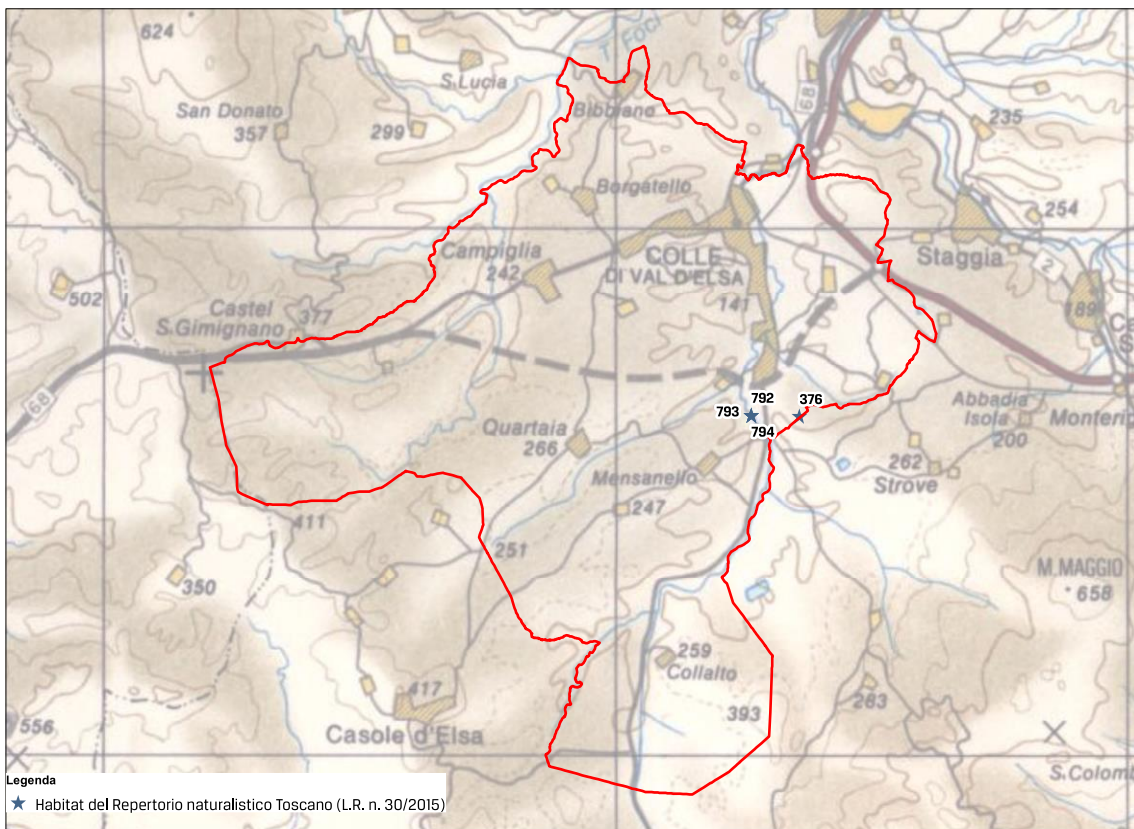 624
T. FOCI
S. Lucia
68
San Donato
357
299
Bibbiano
235
Borgatello
254
Campiglia
242
COLLE
DI VAL D'ELSA
141
Staggia
2
502
Castel
S. Gimignano
377
189
68
792
376
793
794
Abbadia
Isola
200
Monterig
Quartaia
266
Mensanello
262
Strove
247
411
251
350
M. MAGGIO
658
259
Collalto
417
393
283
556
Casole d'Elsa
S. Colomb
Legenda
Habitat del Repertorio naturalistico Toscano (L.R. n. 30/2015)